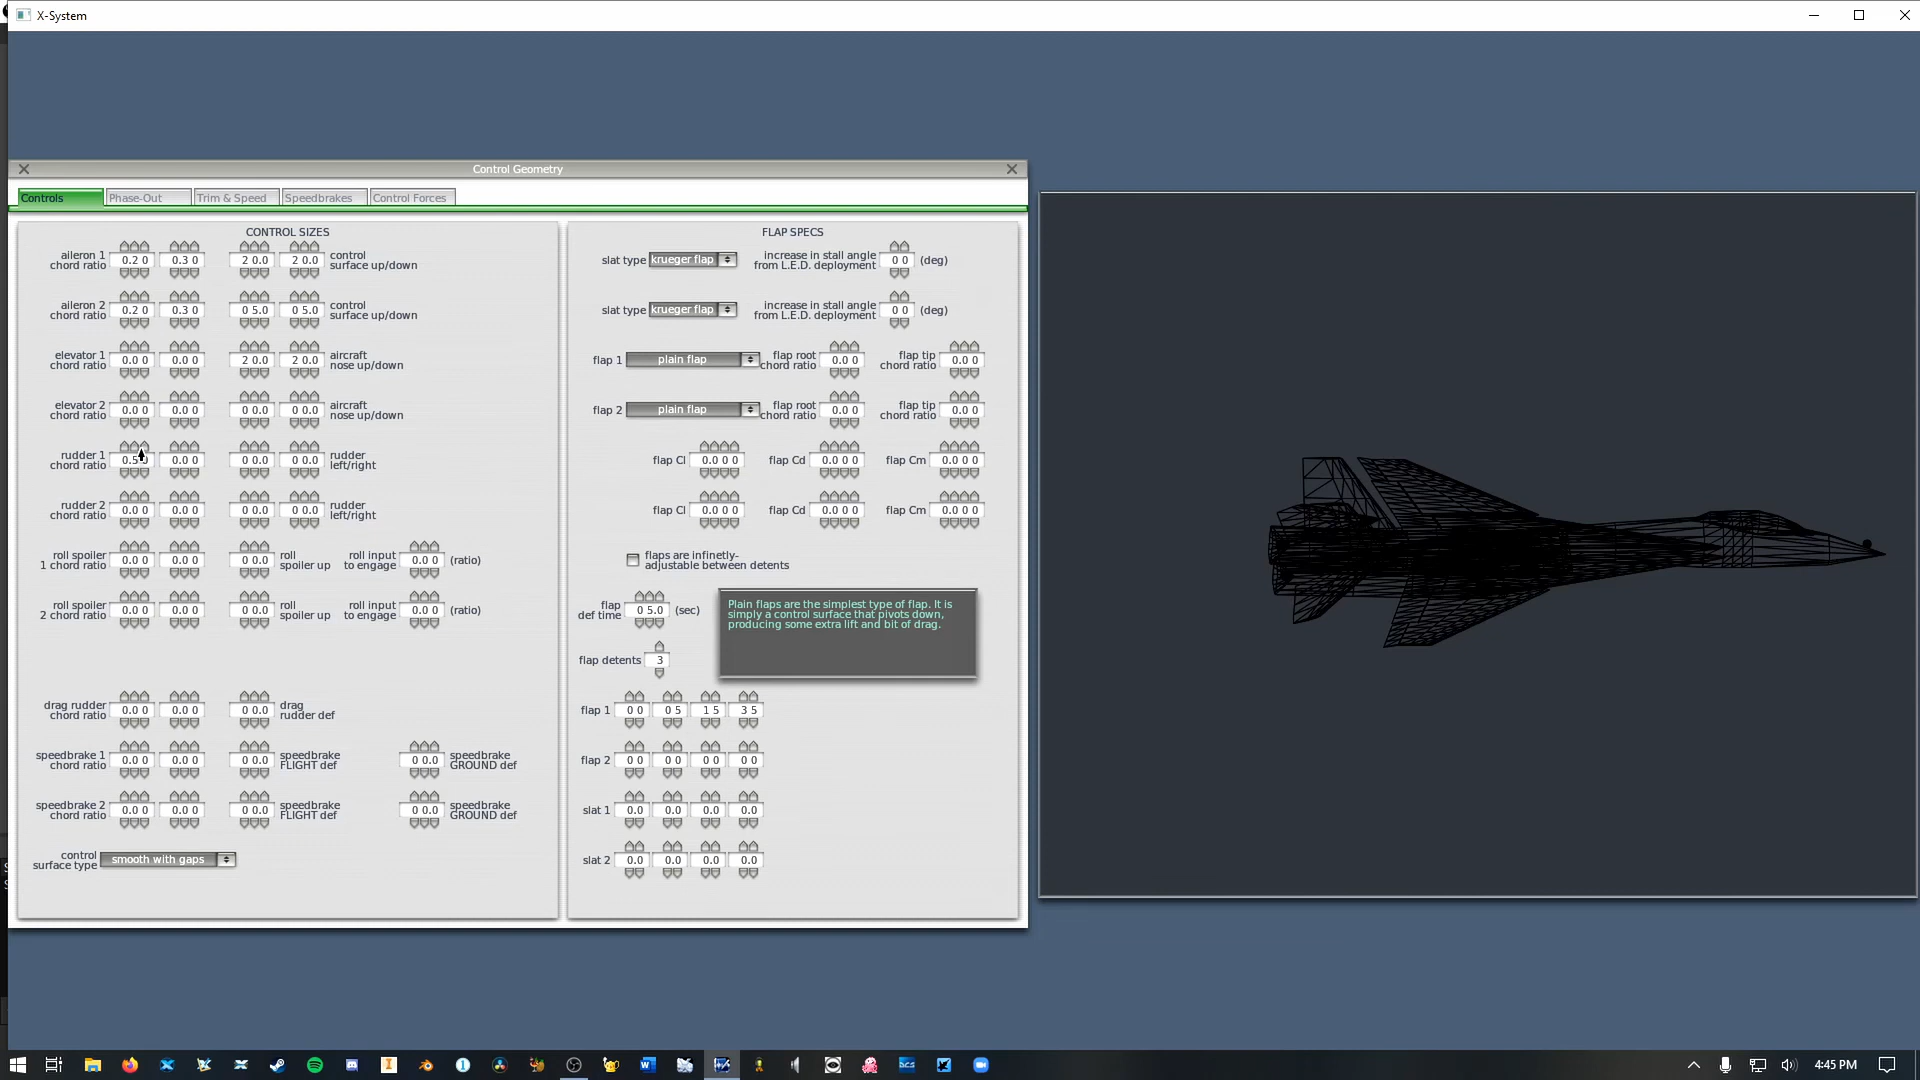 X-System
Control Geometry
Controls
Phase-Out
Trim & Speed
Speedbrakes
Control Forces
CONTROL SIZES
aileron 1
chord ratio
0.2 0
0.3 0
2 0.0
2 0.0
control
surface up/down
aileron 2
chord ratio
0.2 0
0.3 0
0 5.0
0 5.0
control
surface up/down
elevator 1
chord ratio
0.0 0
0.0 0
2 0.0
2 0.0
aircraft
nose up/down
elevator 2
chord ratio
0.0 0
0.0 0
0 0.0
0 0.0
aircraft
nose up/down
rudder 1
chord ratio
0.0 0
0 0.0
0 0.0
rudder
left/right
rudder 2
chord ratio
0.0 0
0.0 0
0 0.0
0 0.0
rudder
left/right
roll spoiler
1 chord ratio
0.0 0
0.0 0
0 0.0
roll
spoiler up
roll input
to engage
0.0 0
(ratio)
roll spoiler
2 chord ratio
0.0 0
0.0 0
0 0.0
roll
spoiler up
roll input
to engage
0.0 0
(ratio)
drag rudder
chord ratio
0.0 0
0.0 0
0 0.0
drag
rudder def
speedbrake 1
chord ratio
0.0 0
0.0 0
0 0.0
speedbrake
FLIGHT def
0 0.0
speedbrake
GROUND def
speedbrake 2
chord ratio
0.0 0
0.0 0
0 0.0
speedbrake
FLIGHT def
0 0.0
speedbrake
GROUND def
control
surface type
smooth with gaps
FLAP SPECS
slat type
krueger flap
increase in stall angle
from L.E.D. deployment
0 0
(deg)
slat type
krueger flap
increase in stall angle
from L.E.D. deployment
0 0
(deg)
flap 1
plain flap
flap root
chord ratio
0.0 0
flap tip
chord ratio
0.0 0
flap 2
plain flap
flap root
chord ratio
0.0 0
flap tip
chord ratio
0.0 0
flap Cl
0.0 0 0
flap Cd
0.0 0 0
flap Cm
0.0 0 0
flap Cl
0.0 0 0
flap Cd
0.0 0 0
flap Cm
0.0 0 0
flaps are infinetly-
adjustable between detents
flap
def time
0 5.0
(sec)
Plain flaps are the simplest type of flap. It is
simply a control surface that pivots down,
producing some extra lift and bit of drag.
flap detents
3
flap 1
0 0
0 5
1 5
3 5
flap 2
0 0
0 0
0 0
0 0
slat 1
0.0
0.0
0.0
0.0
slat 2
0.0
0.0
0.0
0.0
4:45 PM